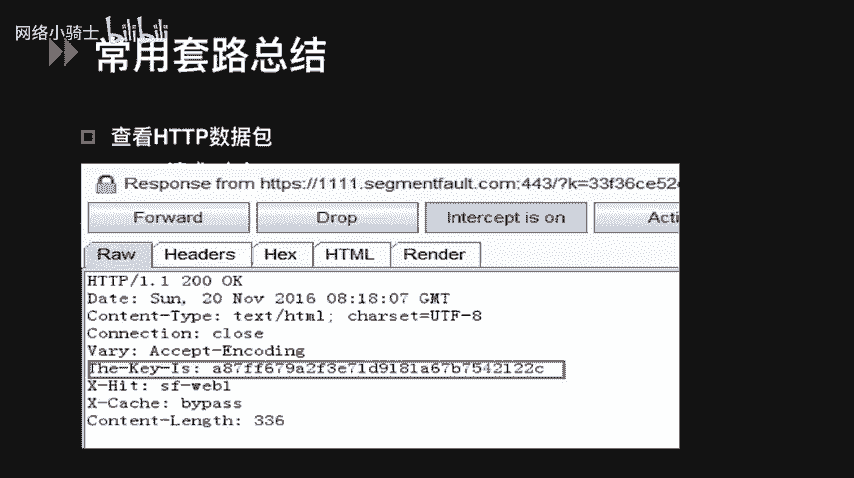 网络小骑士 bilibili
常用套路总结
查看HTTP数据包
Response from https://1111.segmentfault.com:443/?k=33f36ce52
Forward Drop Intercept is on Acti
Raw Headers Hex HTML Render
HTTP/1.1 200 OK
Date: Sun, 20 Nov 2016 08:18:07 GMT
Content-Type: text/html; charset=UTF-8
Connection: close
Vary: Accept-Encoding
The-Key-Is: a87ff679a2f3e71d9181a67b7542122c
X-Hit: sf-web1
X-Cache: bypass
Content-Length: 336